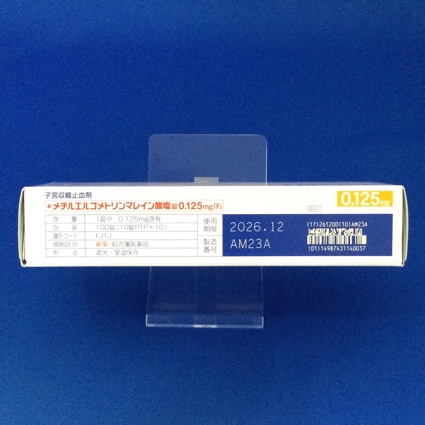 子宮収縮止血剤
メチルエルゴメトリンマレイン酸塩錠0.125mg「F」
0.125mg
含量 1錠中 0.125mg含有
包装 100錠(10錠PTP×10)
識別コード FJTJ
規制区分 劇薬 処方箋医薬品
貯法 遮光 室温保存
使用期限 2026.12
製造番号 AM23A
(17)261200(10)AM23A
(01)14987431140037